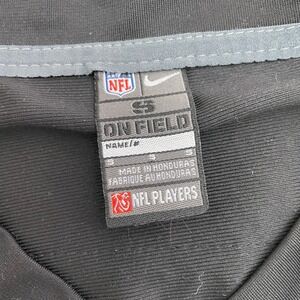 NFL
S
ON FIELD
NAME/#
S S S
MADE IN HONDURAS
FABRIQUÉ AU HONDURAS
NFL PLAYERS